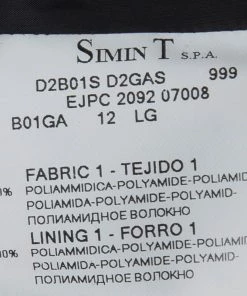 SIMINT S.P.A.
D2B01S D2GAS 999
EJPC 2092 07008
B01GA 12 LG
FABRIC 1 - TEJIDO 1
POLIAMMIDICA-POLYAMIDE-POLIAMID
POLIAMIDA-POLYAMIDE-POLYAMID-
ПОЛИАМИДНОЕ ВОЛОКНО
LINING 1 - FORRO 1
POLIAMMIDICA-POLYAMIDE-POLIAMID
POLIAMIDA-POLYAMIDE-POLYAMID-
ПОЛИАМИДНОЕ ВОЛОКНО